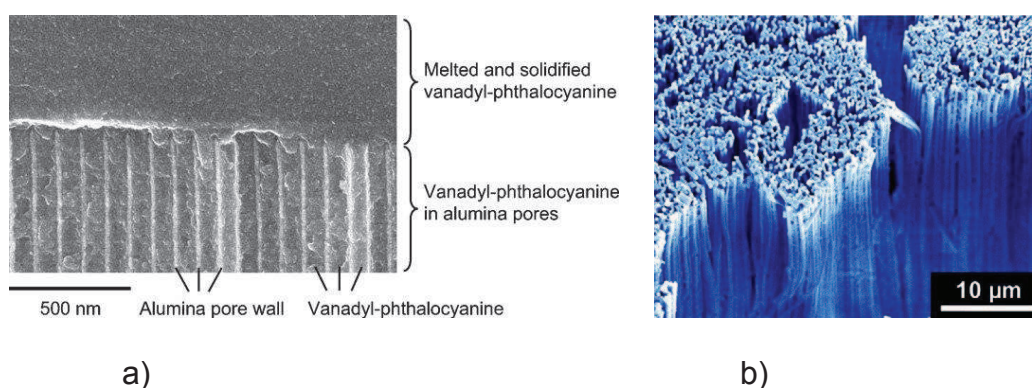 Melted and solidified
vanadyl-phthalocyanine
Vanadyl-phthalocyanine
in alumina pores
500 nm
Alumina pore wall
Vanadyl-phthalocyanine
10 µm
a)
b)